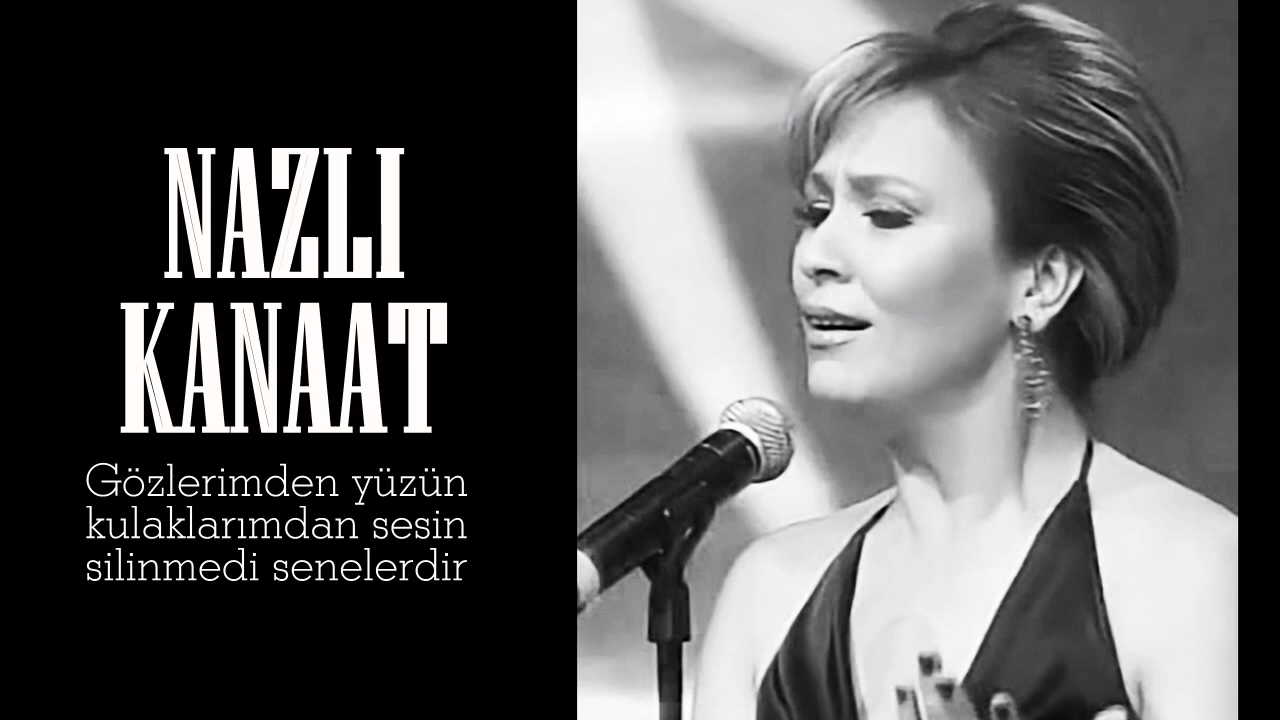 NAZLI
KANAAT
Gözlerimden yüzün
kulaklarımdan sesin
silinmedi senelerdir